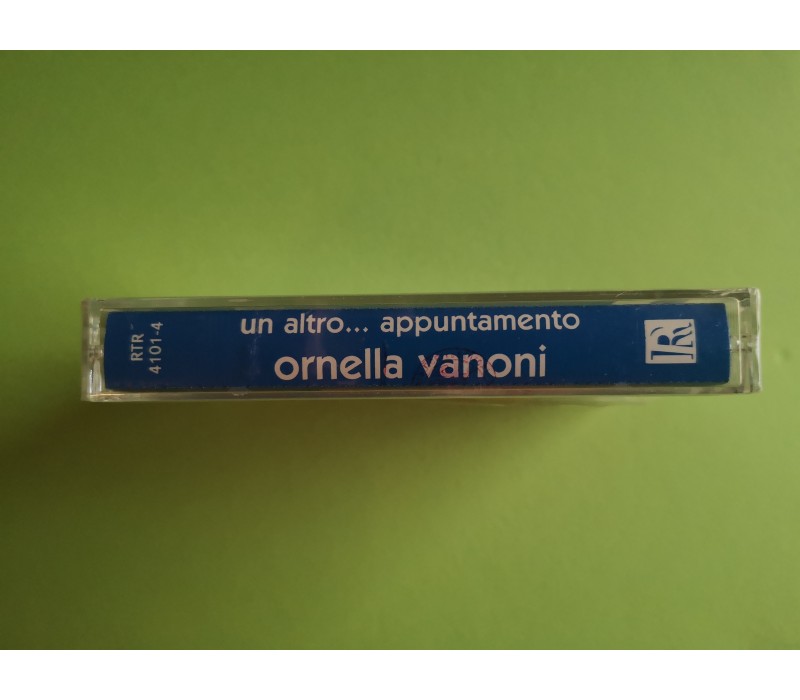 RTR
4101-4
un altro... appuntamento
ornella vanoni
R